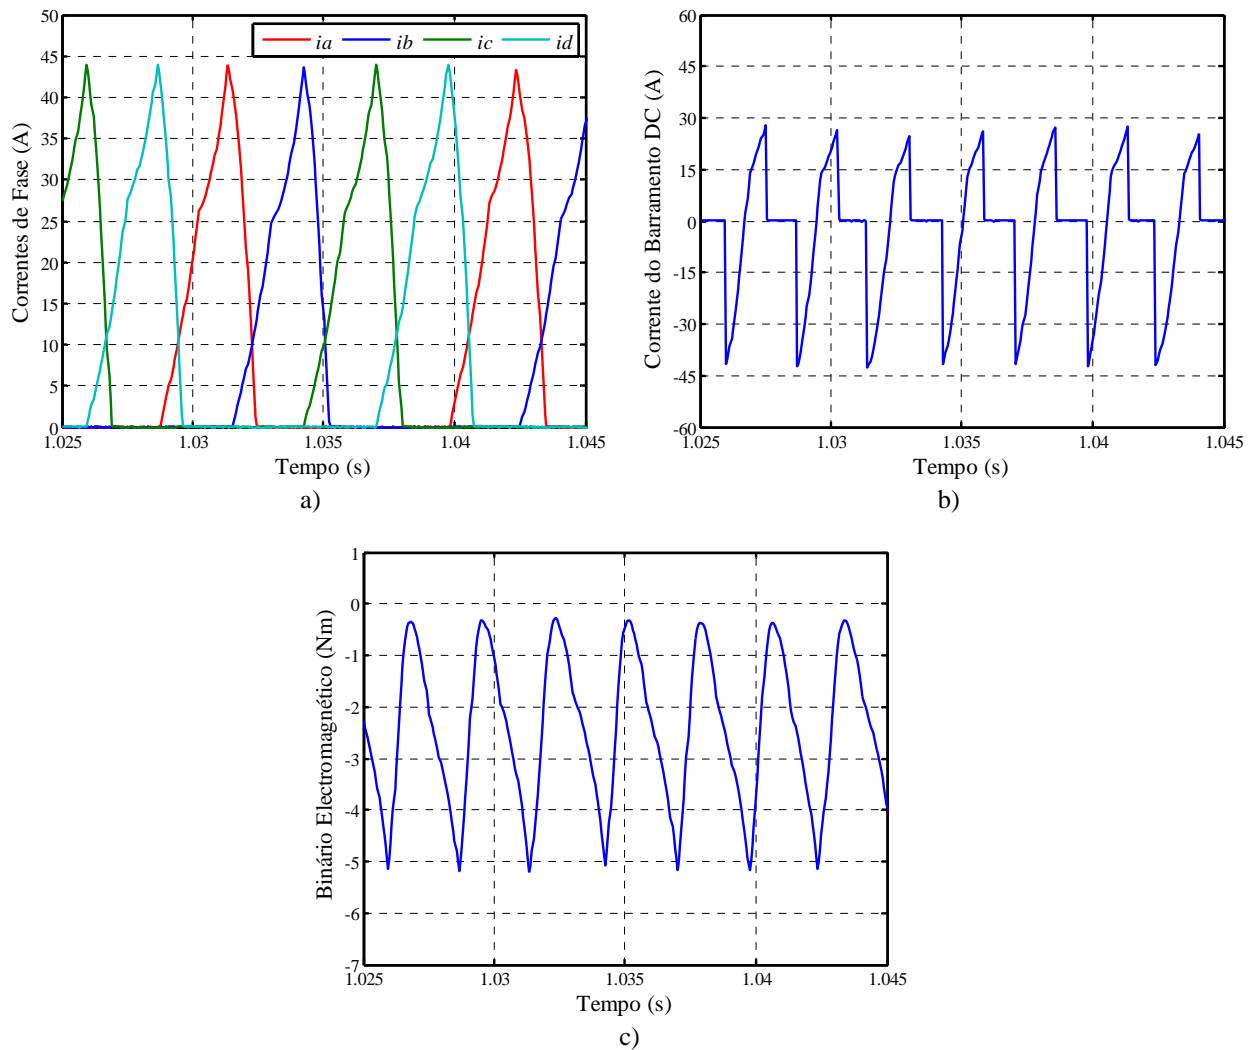 Correntes de Fase (A)
50
45
40
35
30
25
20
15
10
5
0
ia ib ic id
1.025 1.03 1.035 1.04 1.045
Tempo (s)
a)
Corrente do Barramento DC (A)
60
45
30
15
0
-15
-30
-45
-60
1.025 1.03 1.035 1.04 1.045
Tempo (s)
b)
Binário Electromagnético (Nm)
1
0
-1
-2
-3
-4
-5
-6
-7
1.025 1.03 1.035 1.04 1.045
Tempo (s)
c)